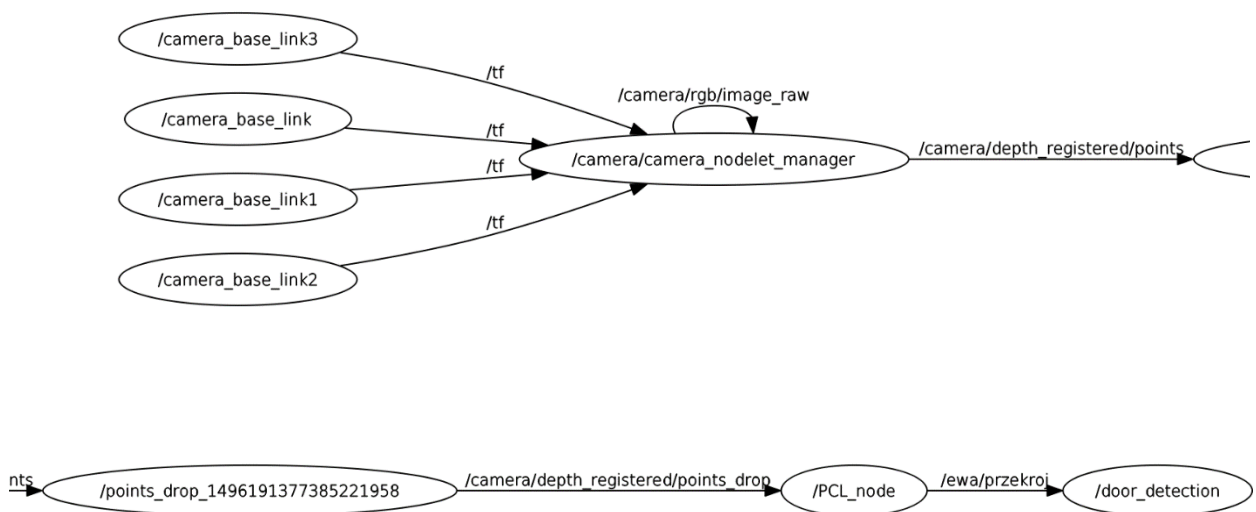 /camera_base_link3
/tf
/camera/rgb/image_raw
/camera_base_link
/tf
/camera/camera_nodelet_manager
/camera/depth_registered/points
/tf
/camera_base_link1
/tf
/camera_base_link2
nts
/points_drop_1496191377385221958
/camera/depth_registered/points_drop
/PCL_node
/ewa/przekroj
/door_detection